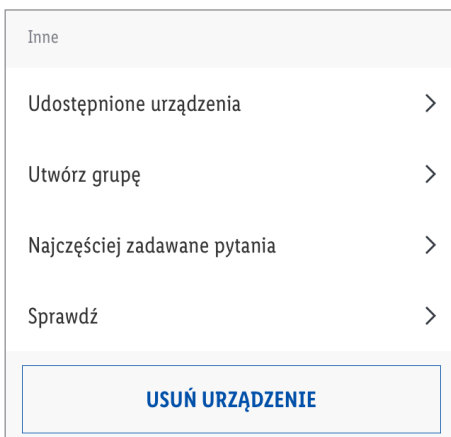 Inne
Udostępnione urządzenia
Utwórz grupę
Najczęściej zadawane pytania
Sprawdź
USUŃ URZĄDZENIE